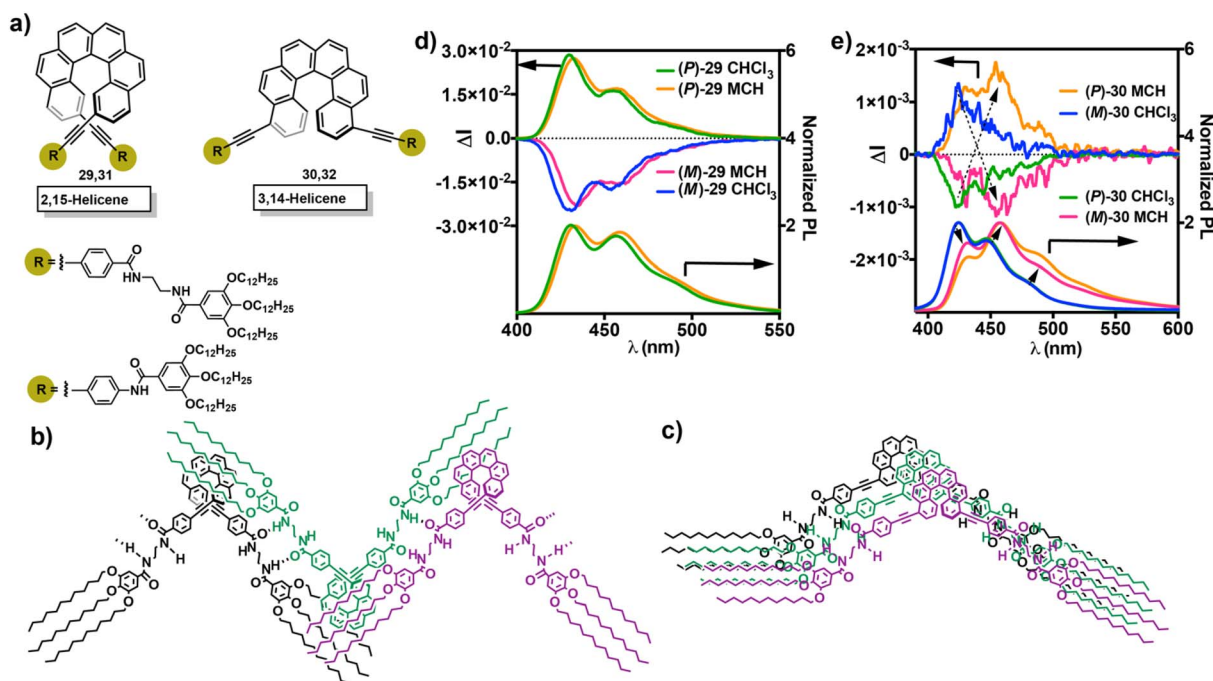 a)
R
R
29,31
2,15-Helicene
R
R
30,32
3,14-Helicene
R
=
O
N
H
H
N
O
OC12H25
OC12H25
OC12H25
R
=
O
NH
OC12H25
OC12H25
OC12H25
b)
c)
d)
3.0×10-2
1.5×10-2
0.0
-1.5×10-2
-3.0×10-2
ΔI
6
4
2
Normalized PL
(P)-29 CHCl3
(P)-29 MCH
(M)-29 MCH
(M)-29 CHCl3
400 450 500 550
λ (nm)
e)
2×10-3
1×10-3
0
-1×10-3
-2×10-3
ΔI
6
4
2
Normalized PL
(P)-30 MCH
(M)-30 CHCl3
(P)-30 CHCl3
(M)-30 MCH
400 450 500 550 600
λ (nm)